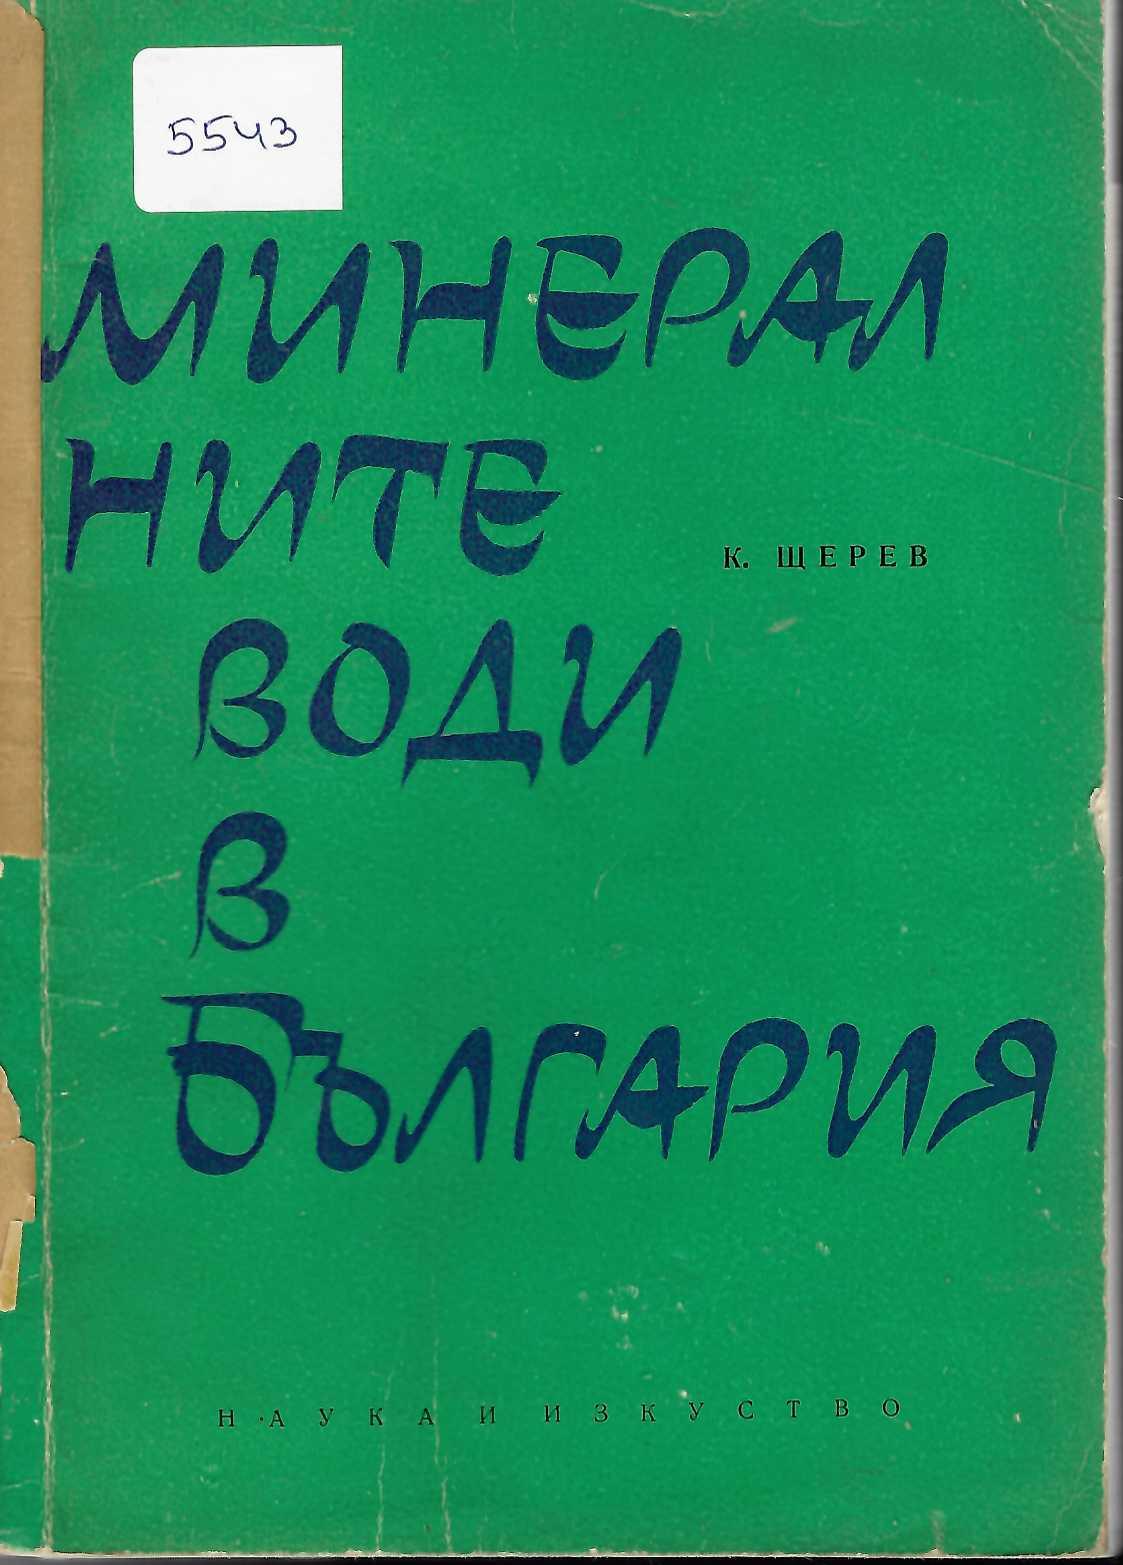 5543
МИНЕРАЛ
НИТЕ
К. ЩЕРЕВ
ВОДИ
В
БЪЛГАРИЯ
НАУКА И ИЗКУСТВО